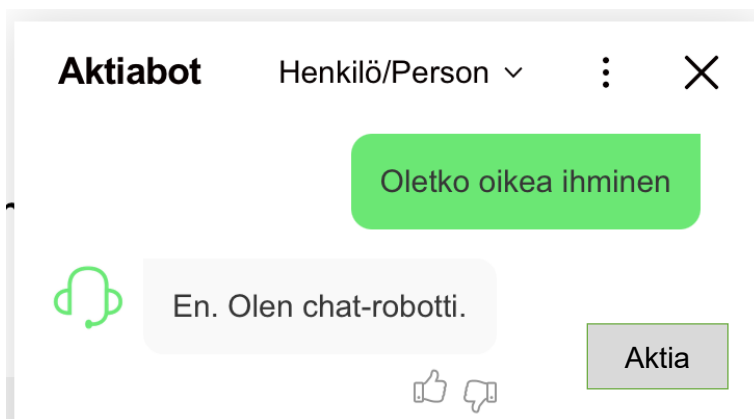 Aktiabot Henkilö/Person
Oletko oikea ihminen
En. Olen chat-robotti.
Aktia